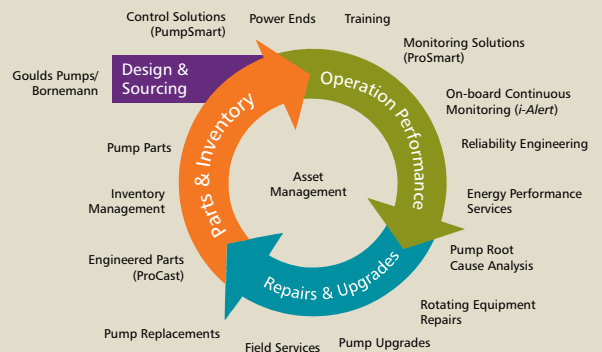 Control Solutions
(PumpSmart)
Power Ends
Training
Monitoring Solutions
(ProSmart)
Goulds Pumps/
Bornemann
Design &
Sourcing
Operation Performance
On-board Continuous
Monitoring (i-Alert)
Parts & Inventory
Pump Parts
Reliability Engineering
Asset
Management
Inventory
Management
Energy Performance
Services
Engineered Parts
(ProCast)
Pump Root
Cause Analysis
Repairs & Upgrades
Rotating Equipment
Repairs
Pump Replacements
Field Services
Pump Upgrades